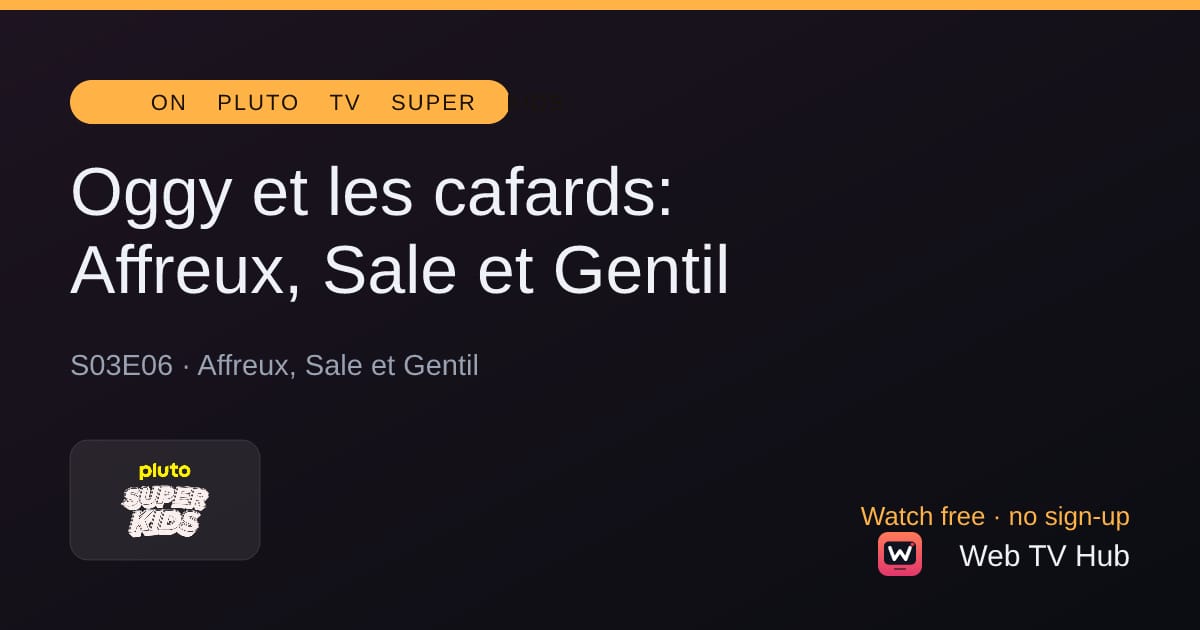 ON PLUTO TV SUPER KIDS
Oggy et les cafards:
Affreux, Sale et Gentil
S03E06 · Affreux, Sale et Gentil
pluto
SUPER
KIDS
Watch free · no sign-up
W
Web TV Hub